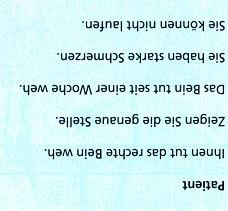 Patient
Ihnen tut das rechte Bein weh.
Zeigen Sie die genaue Stelle.
Das Bein tut seit einer Woche weh.
Sie haben starke Schmerzen.
Sie können nicht laufen.